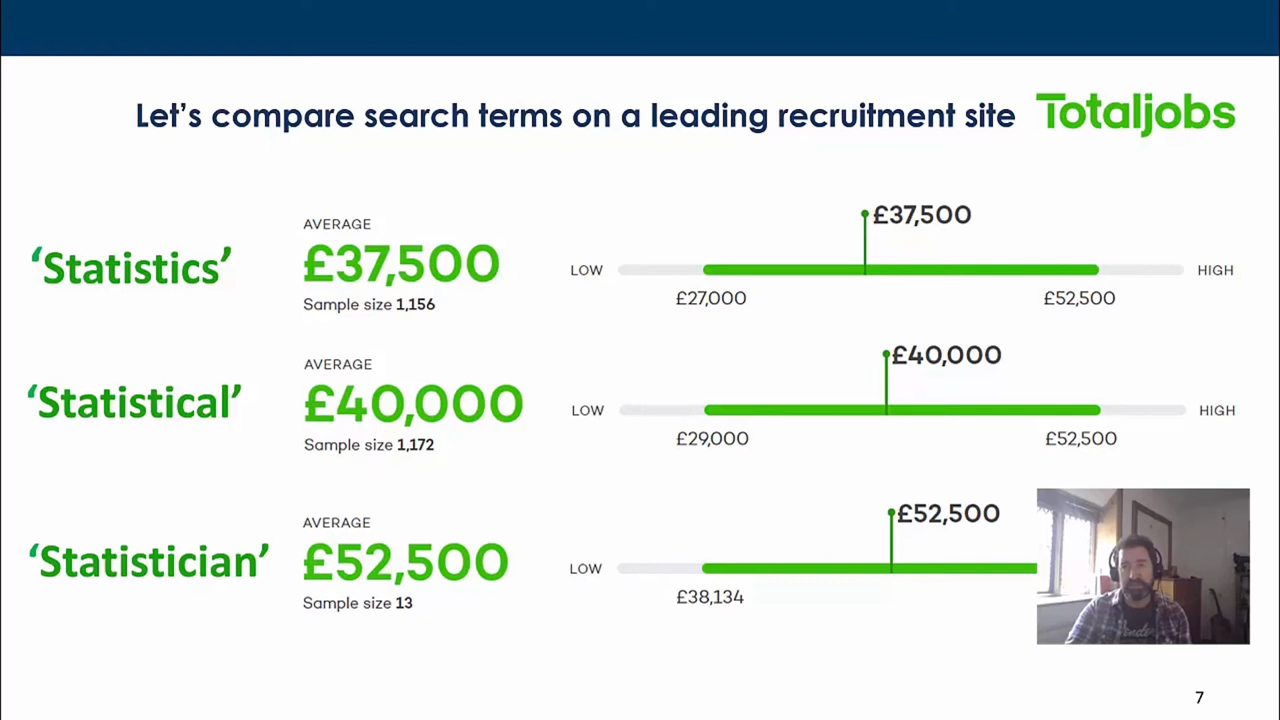 Let's compare search terms on a leading recruitment site
Totaljobs
'Statistics'
AVERAGE
£37,500
Sample size 1,156
LOW
£37,500
HIGH
£27,000
£52,500
'Statistical'
AVERAGE
£40,000
Sample size 1,172
LOW
£40,000
HIGH
£29,000
£52,500
'Statistician'
AVERAGE
£52,500
Sample size 13
LOW
£52,500
£38,134
7